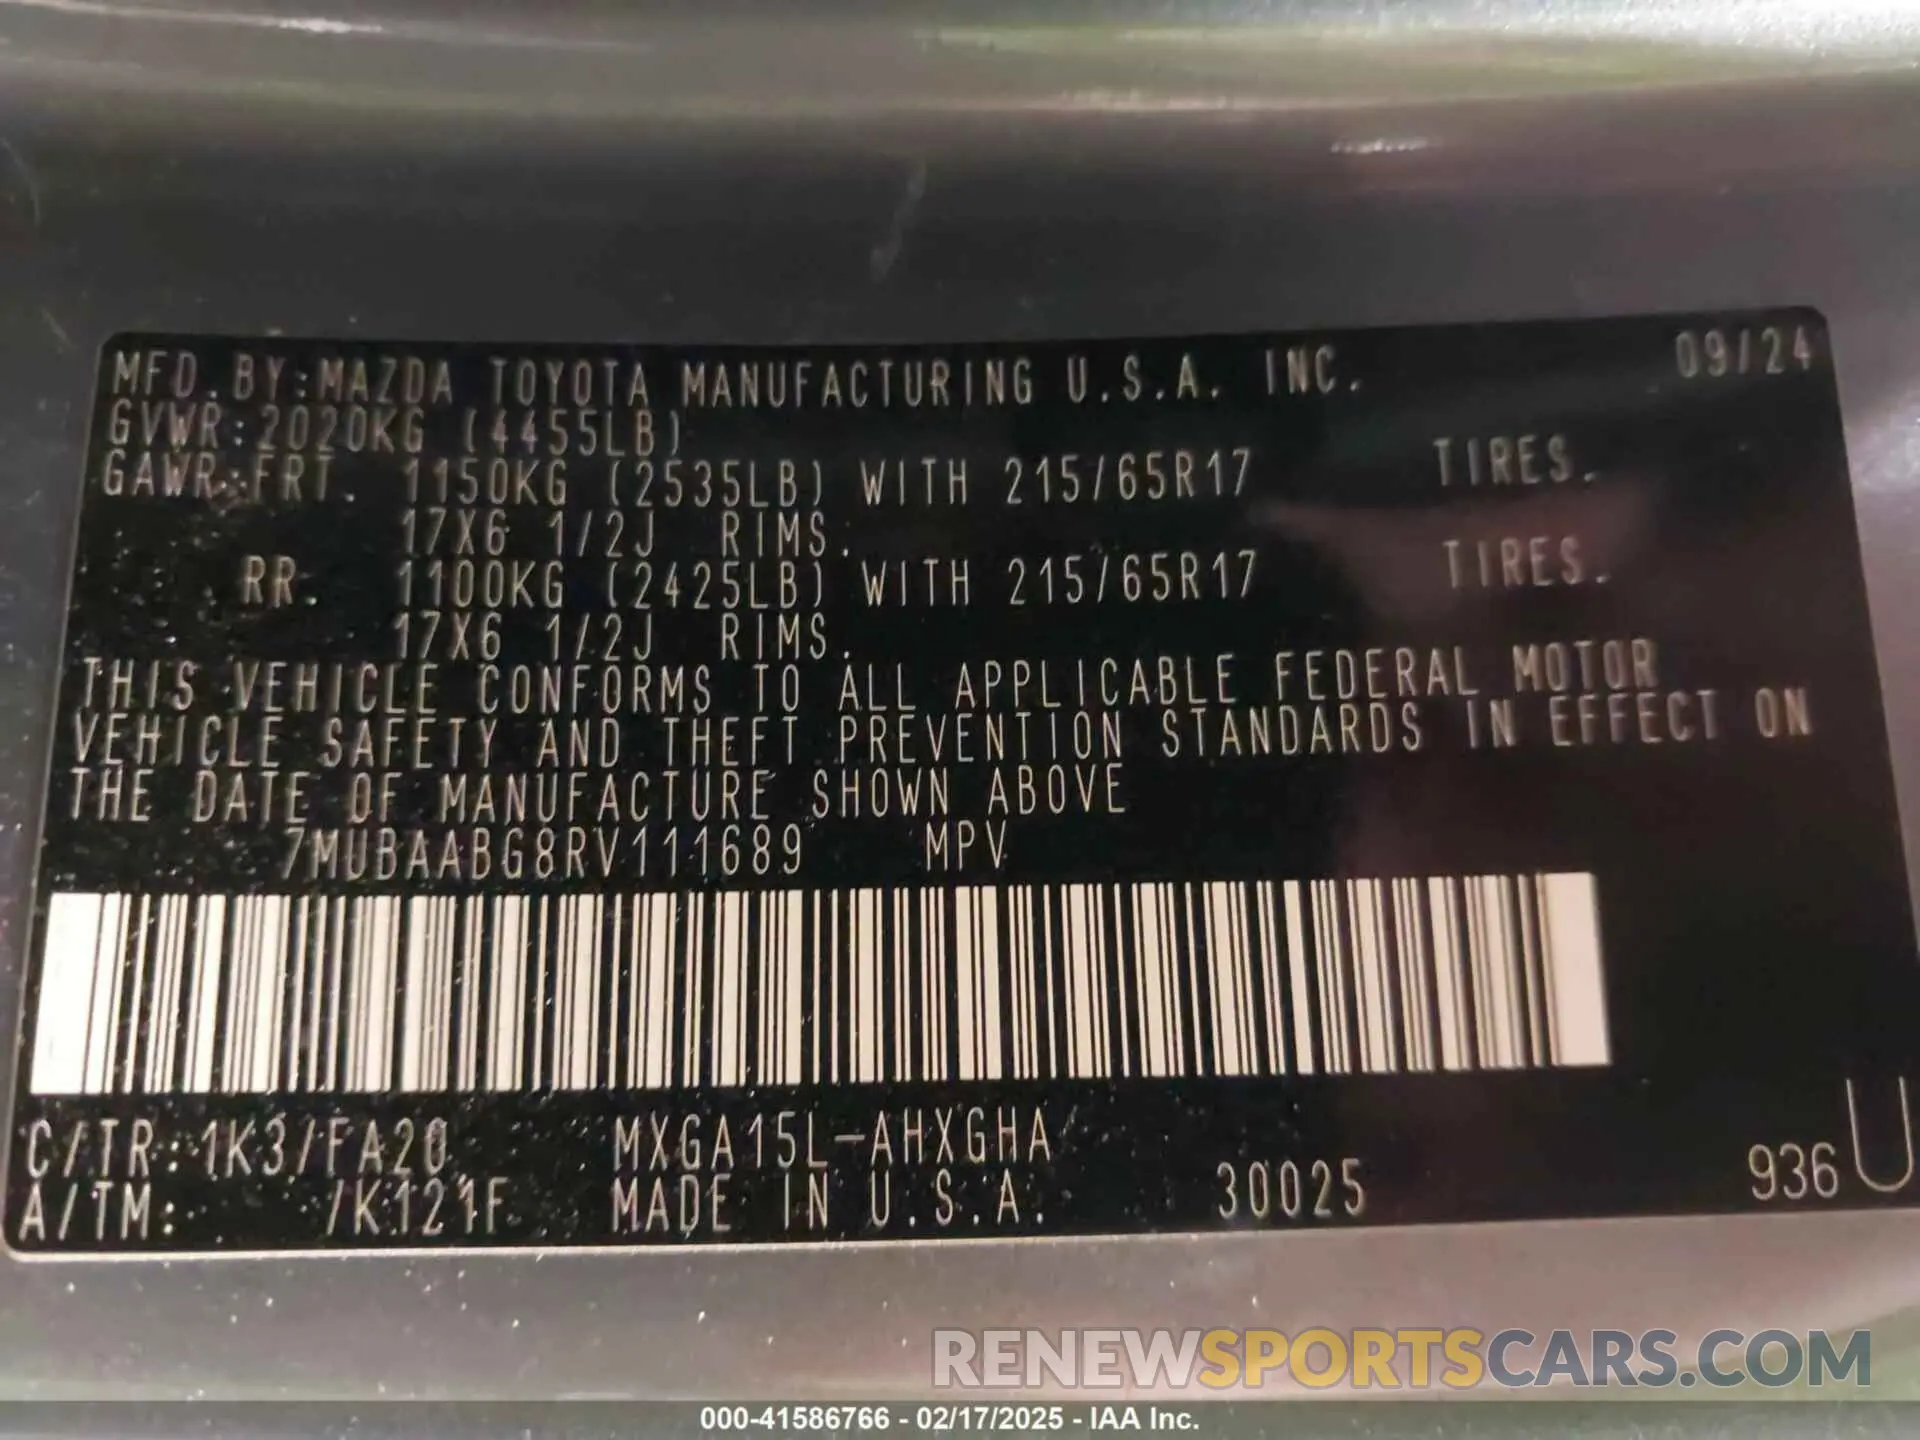 MFD.BY:MAZDA TOYOTA MANUFACTURING U.S.A. INC. 09/24
GVWR:2020KG (4455LB)
GAWR:FRT. 1150KG (2535LB) WITH 215/65R17 TIRES.
17X6 1/2J RIMS.
RR. 1100KG (2425LB) WITH 215/65R17 TIRES.
17X6 1/2J RIMS.
THIS VEHICLE CONFORMS TO ALL APPLICABLE FEDERAL MOTOR
VEHICLE SAFETY AND THEFT PREVENTION STANDARDS IN EFFECT ON
THE DATE OF MANUFACTURE SHOWN ABOVE
7MUBAABG8RV111689 MPV
C/TR:1K3/FA20 MXGA15L-AHXGHA
A/TM: /K121F MADE IN U.S.A. 30025 936 U
RENEWSPORTSCARS.COM
000-41586766 - 02/17/2025 - IAA Inc.